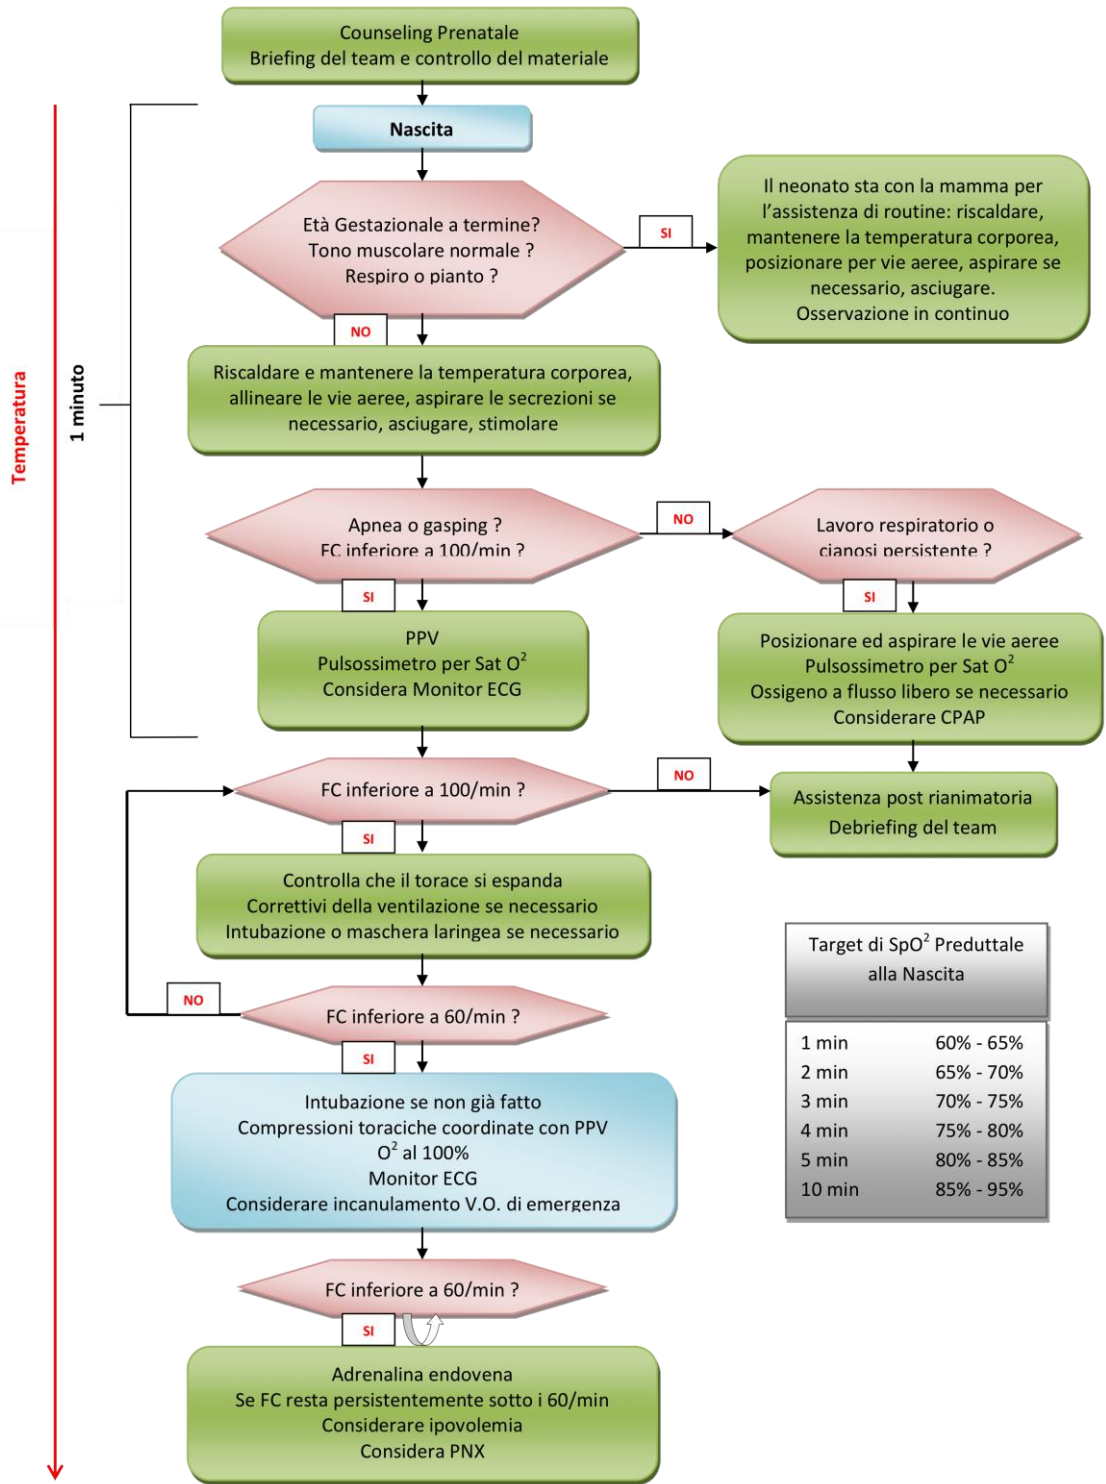 Counseling Prenatale
Briefing del team e controllo del materiale
Nascita
Età Gestazionale a termine?
Tono muscolare normale ?
Respiro o pianto ?
SI
Il neonato sta con la mamma per
l’assistenza di routine: riscaldare,
mantenere la temperatura corporea,
posizionare per vie aeree, aspirare se
necessario, asciugare.
Osservazione in continuo
NO
Temperatura
1 minuto
Riscaldare e mantenere la temperatura corporea,
allineare le vie aeree, aspirare le secrezioni se
necessario, asciugare, stimolare
Apnea o gasping ?
FC inferiore a 100/min ?
NO
Lavoro respiratorio o
cianosi persistente ?
SI
SI
PPV
Pulsossimetro per Sat O²
Considera Monitor ECG
Posizionare ed aspirare le vie aeree
Pulsossimetro per Sat O²
Ossigeno a flusso libero se necessario
Considerare CPAP
FC inferiore a 100/min ?
NO
Assistenza post rianimatoria
Debriefing del team
SI
Controlla che il torace si espanda
Correttivi della ventilazione se necessario
Intubazione o maschera laringea se necessario
NO
FC inferiore a 60/min ?
SI
Intubazione se non già fatto
Compressioni toraciche coordinate con PPV
O² al 100%
Monitor ECG
Considerare incanulamento V.O. di emergenza
FC inferiore a 60/min ?
SI
Adrenalina endovena
Se FC resta persistentemente sotto i 60/min
Considerare ipovolemia
Considera PNX
Target di SpO² Preduttale
alla Nascita
1 min 60% - 65%
2 min 65% - 70%
3 min 70% - 75%
4 min 75% - 80%
5 min 80% - 85%
10 min 85% - 95%